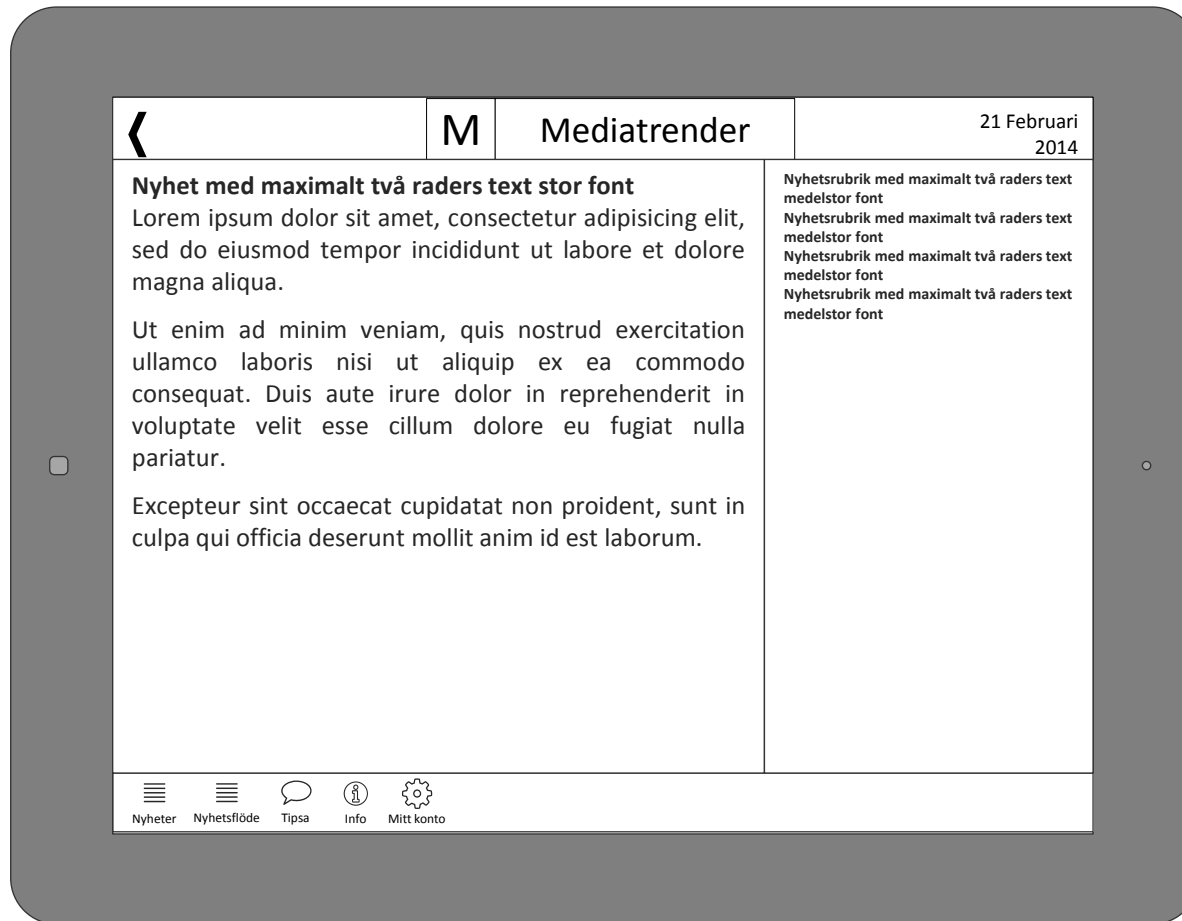 M
Mediatrender
21 Februari
2014
Nyhet med maximalt två raders text stor font
Lorem ipsum dolor sit amet, consectetur adipisicing elit,
sed do eiusmod tempor incididunt ut labore et dolore
magna aliqua.
Ut enim ad minim veniam, quis nostrud exercitation
ullamco laboris nisi ut aliquip ex ea commodo
consequat. Duis aute irure dolor in reprehenderit in
voluptate velit esse cillum dolore eu fugiat nulla
pariatur.
Excepteur sint occaecat cupidatat non proident, sunt in
culpa qui officia deserunt mollit anim id est laborum.
Nyhetsrubrik med maximalt två raders text
medelstor font
Nyhetsrubrik med maximalt två raders text
medelstor font
Nyhetsrubrik med maximalt två raders text
medelstor font
Nyhetsrubrik med maximalt två raders text
medelstor font
Nyheter
Nyhetsflöde
Tipsa
Info
Mitt konto